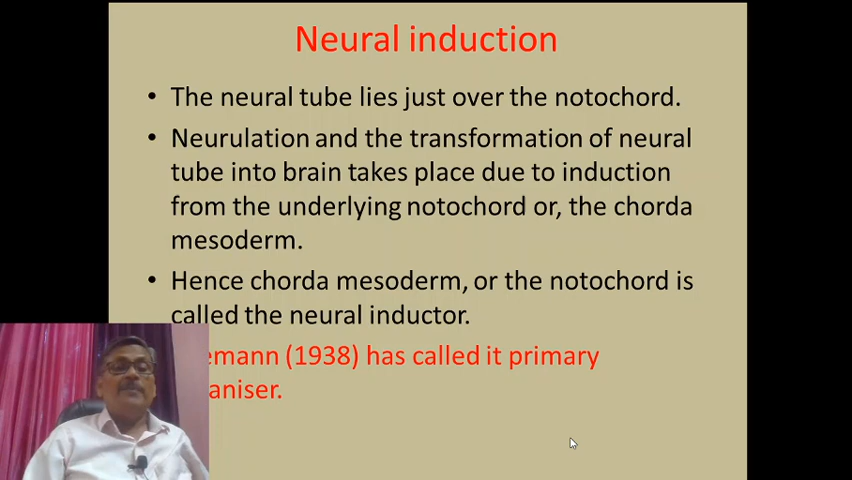 Neural induction
• The neural tube lies just over the notochord.
• Neurulation and the transformation of neural
tube into brain takes place due to induction
from the underlying notochord or, the chorda
mesoderm.
• Hence chorda mesoderm, or the notochord is
called the neural inductor.
(1938) has called it primary